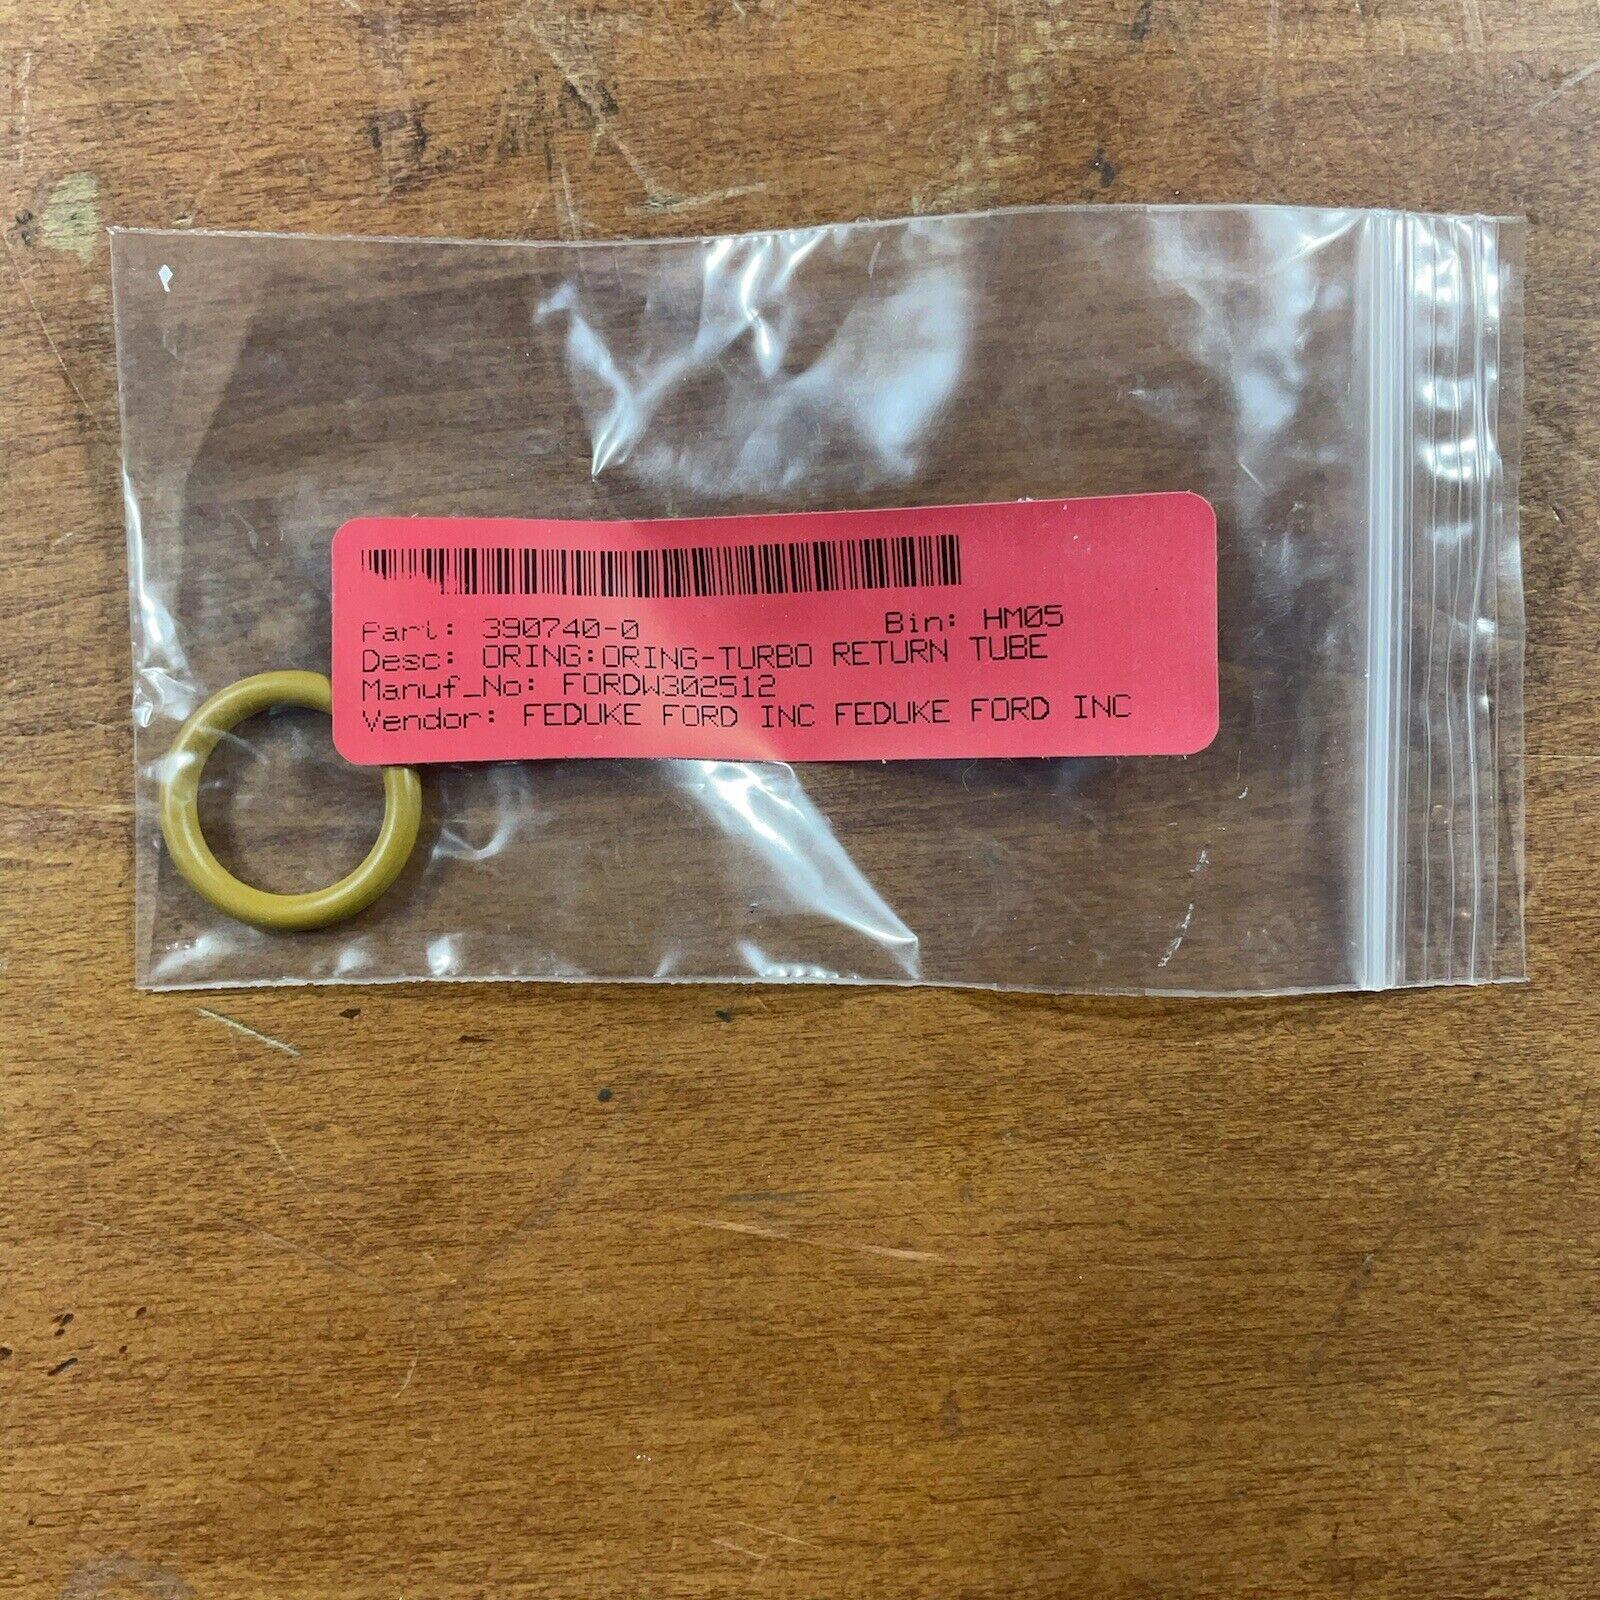 Part: 390740-0 Bin: HM05
Desc: ORING:ORING-TURBO RETURN TUBE
Manuf_No: FORDW302512
Vendor: FEDUKE FORD INC FEDUKE FORD INC